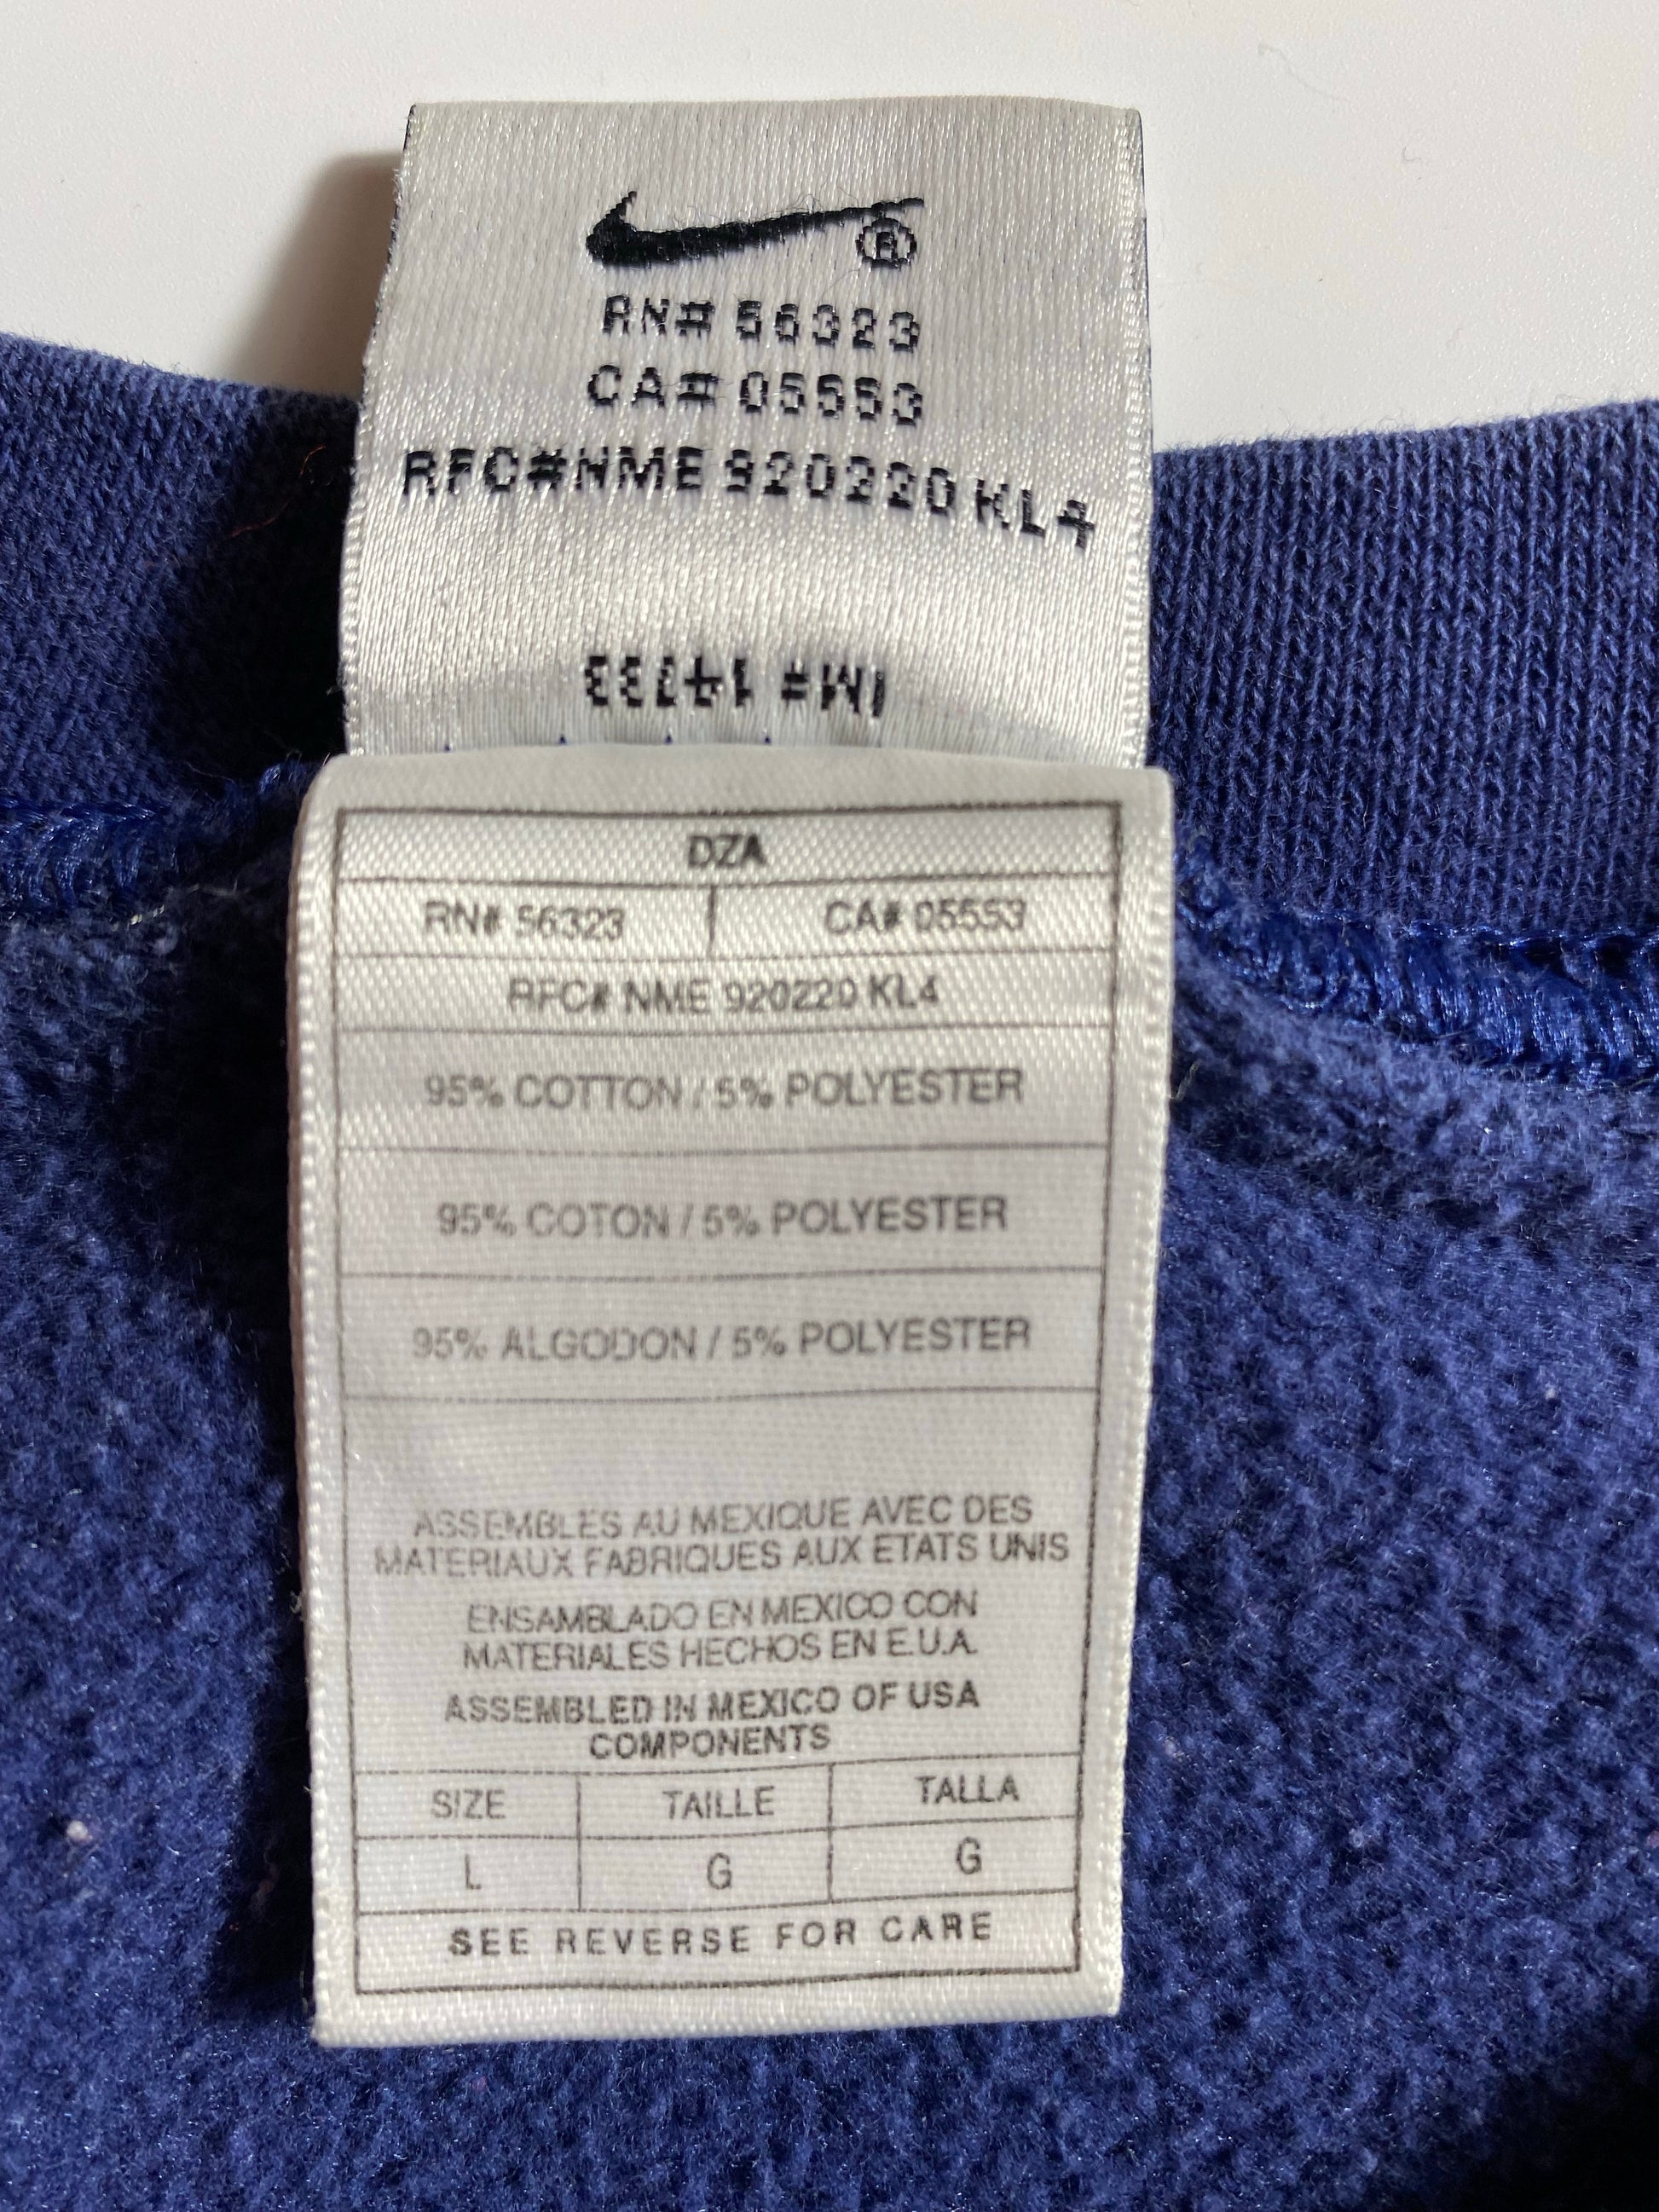 RN# 56323
CA# 05553
RFC#NME 920220 KL4
IM# 14733
DZA
RN# 56323 CA# 05553
RFC# NME 920220 KL4
95% COTTON / 5% POLYESTER
95% COTON / 5% POLYESTER
95% ALGODON / 5% POLYESTER
ASSEMBLES AU MEXIQUE AVEC DES
MATERIAUX FABRIQUES AUX ETATS UNIS
ENSAMBLADO EN MEXICO CON
MATERIALES HECHOS EN E.U.A.
ASSEMBLED IN MEXICO OF USA
COMPONENTS
SIZE TAILLE TALLA
L G G
SEE REVERSE FOR CARE